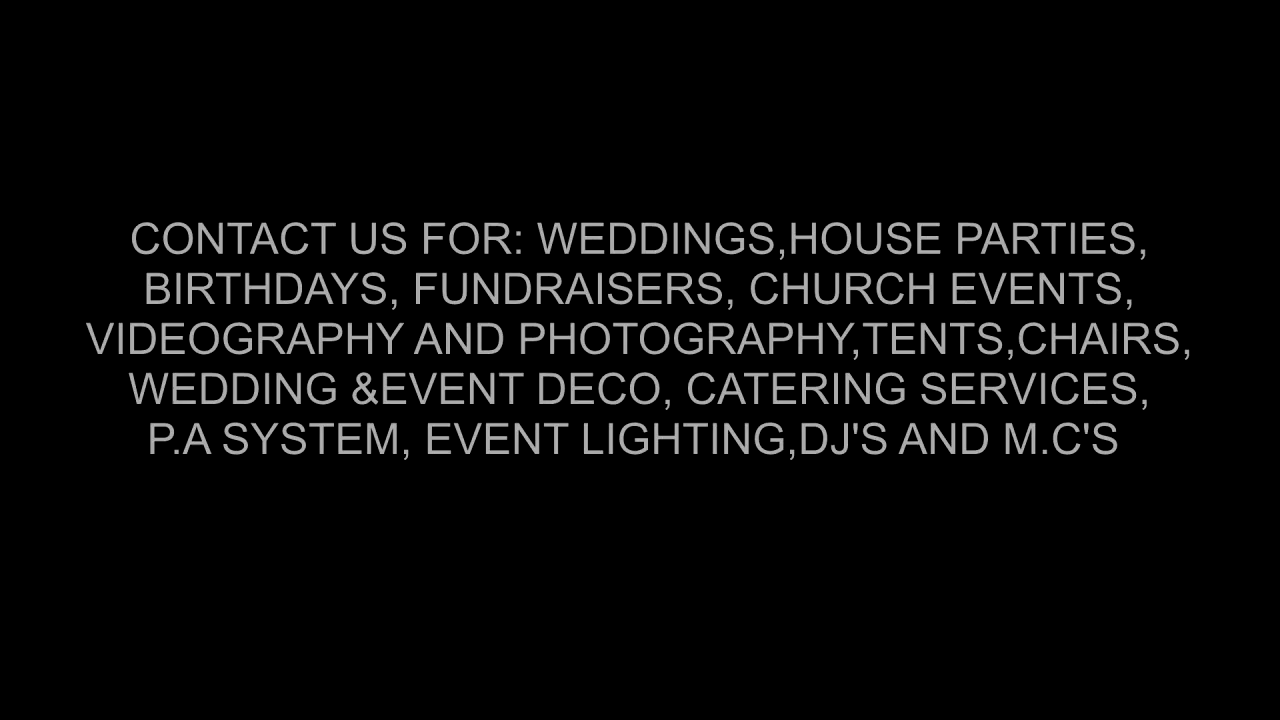 CONTACT US FOR: WEDDINGS,HOUSE PARTIES,
BIRTHDAYS, FUNDRAISERS, CHURCH EVENTS,
VIDEOGRAPHY AND PHOTOGRAPHY,TENTS,CHAIRS,
WEDDING &EVENT DECO, CATERING SERVICES,
P.A SYSTEM, EVENT LIGHTING,DJ'S AND M.C'S